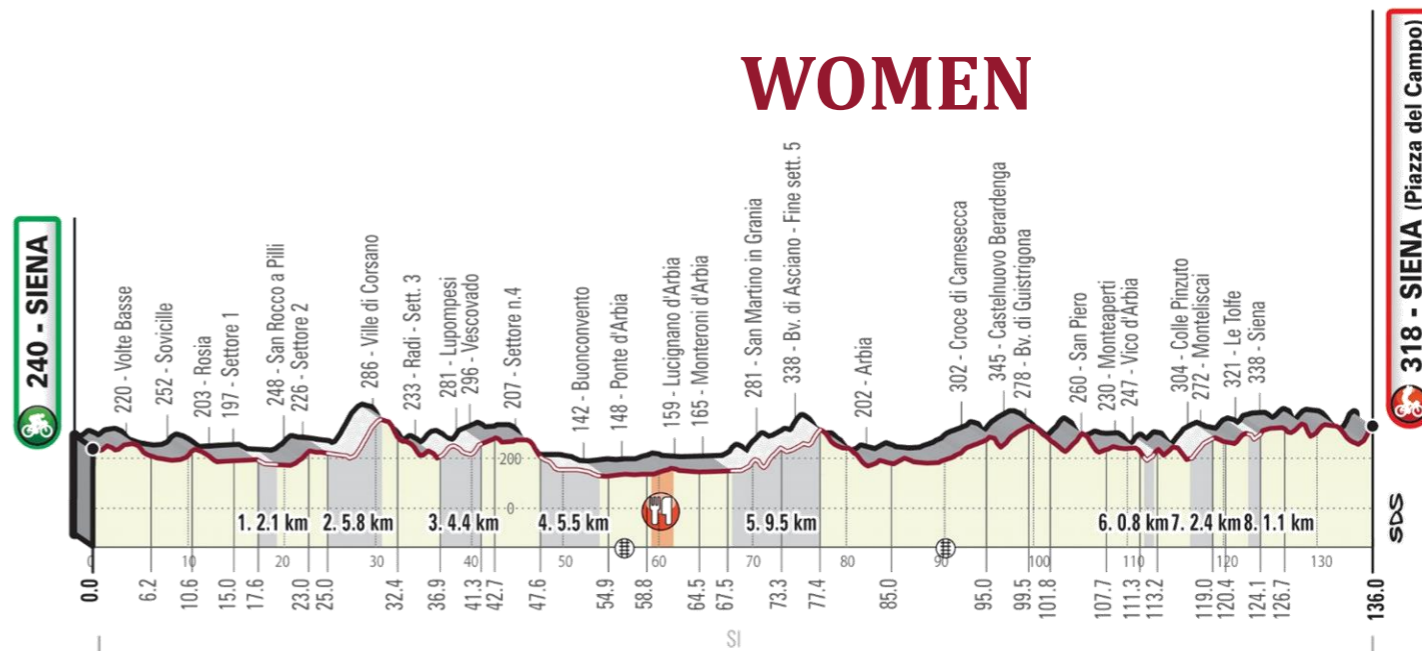 WOMEN
240 - SIENA
220 - Volte Basse
252 - Sovicille
203 - Rosia
197 - Settore 1
248 - San Rocco a Pilli
226 - Settore 2
286 - Ville di Corsano
233 - Radi - Sett. 3
281 - Lupompesi
296 - Vescovado
207 - Settore n.4
142 - Buonconvento
148 - Ponte d'Arbia
159 - Lucignano d'Arbia
165 - Monteroni d'Arbia
281 - San Martino in Grania
338 - Bv. di Asciano - Fine sett. 5
202 - Arbia
302 - Croce di Carnesecca
345 - Castelnuovo Berardenga
278 - Bv. di Guistrigona
260 - San Piero
230 - Monteaperti
247 - Vico d'Arbia
304 - Colle Pinzuto
272 - Monteliscai
321 - Le Tolfe
338 - Siena
318 - SIENA (Piazza del Campo)
200
0
1. 2.1 km
2. 5.8 km
3. 4.4 km
4. 5.5 km
5. 9.5 km
6. 0.8 km
7. 2.4 km
8. 1.1 km
SDS
0 10 20 30 40 50 60 70 80 90 100 110 120 130
0.0
6.2
10.6
15.0
17.6
23.0
25.0
32.4
36.9
41.3
42.7
47.6
54.9
58.8
64.5
67.5
73.3
77.4
85.0
95.0
99.5
101.8
107.7
111.3
113.2
119.0
120.4
124.1
126.7
136.0
SI